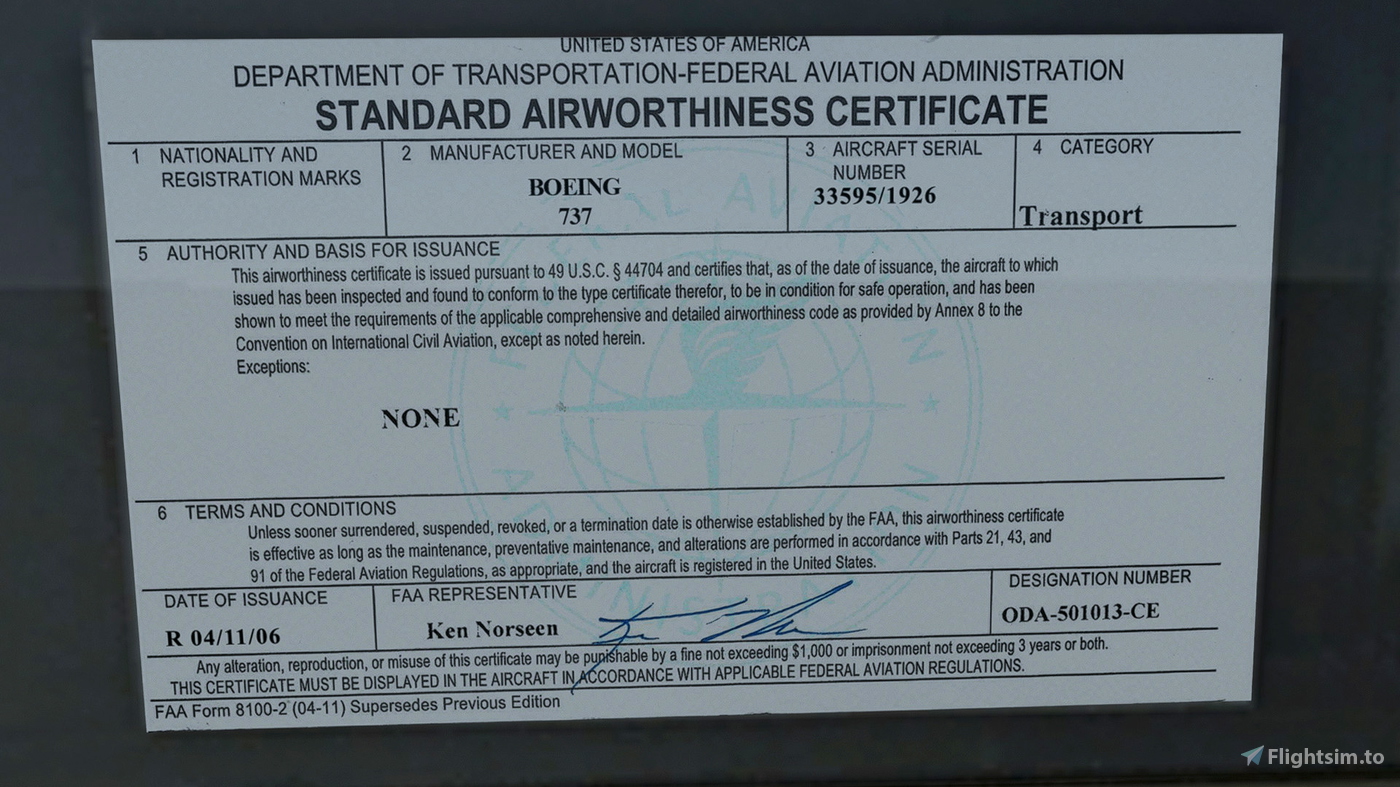 UNITED STATES OF AMERICA
DEPARTMENT OF TRANSPORTATION-FEDERAL AVIATION ADMINISTRATION
STANDARD AIRWORTHINESS CERTIFICATE
1 NATIONALITY AND
REGISTRATION MARKS
2 MANUFACTURER AND MODEL
BOEING
737
3 AIRCRAFT SERIAL
NUMBER
33595/1926
4 CATEGORY
Transport
5 AUTHORITY AND BASIS FOR ISSUANCE
This airworthiness certificate is issued pursuant to 49 U.S.C. § 44704 and certifies that, as of the date of issuance, the aircraft to which
issued has been inspected and found to conform to the type certificate therefor, to be in condition for safe operation, and has been
shown to meet the requirements of the applicable comprehensive and detailed airworthiness code as provided by Annex 8 to the
Convention on International Civil Aviation, except as noted herein.
Exceptions:
NONE
6 TERMS AND CONDITIONS
Unless sooner surrendered, suspended, revoked, or a termination date is otherwise established by the FAA, this airworthiness certificate
is effective as long as the maintenance, preventative maintenance, and alterations are performed in accordance with Parts 21, 43, and
91 of the Federal Aviation Regulations, as appropriate, and the aircraft is registered in the United States.
DATE OF ISSUANCE
R 04/11/06
FAA REPRESENTATIVE
Ken Norseen
DESIGNATION NUMBER
ODA-501013-CE
Any alteration, reproduction, or misuse of this certificate may be punishable by a fine not exceeding $1,000 or imprisonment not exceeding 3 years or both.
THIS CERTIFICATE MUST BE DISPLAYED IN THE AIRCRAFT IN ACCORDANCE WITH APPLICABLE FEDERAL AVIATION REGULATIONS.
FAA Form 8100-2 (04-11) Supersedes Previous Edition
Flightsim.to